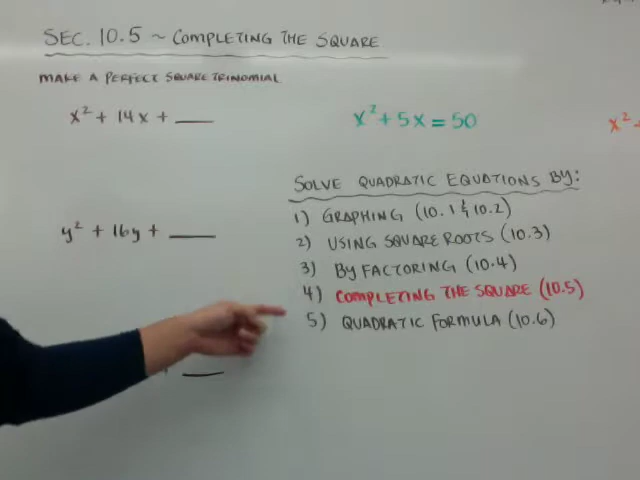 SEC. 10.5 ~ COMPLETING THE SQUARE
MAKE A PERFECT SQUARE TRINOMIAL
x² + 14x + ___
x² + 5x = 50
x² -
y² + 16y + ___
SOLVE QUADRATIC EQUATIONS BY:
1) GRAPHING (10.1 & 10.2)
2) USING SQUARE ROOTS (10.3)
3) BY FACTORING (10.4)
4) COMPLETING THE SQUARE (10.5)
5) QUADRATIC FORMULA (10.6)